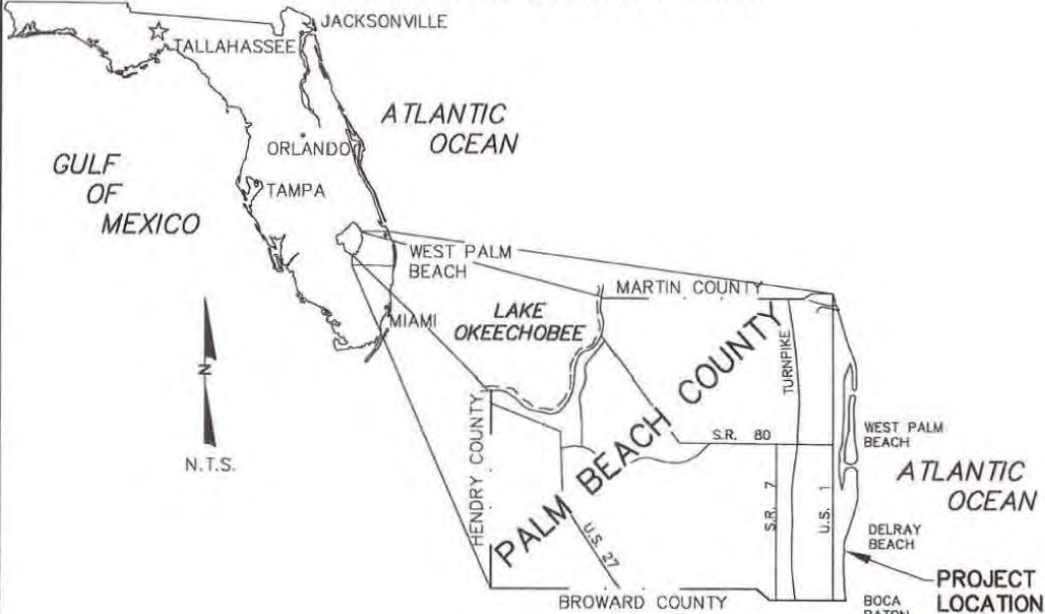 JACKSONVILLE
TALLAHASSEE
ATLANTIC
OCEAN
ORLANDO
GULF
OF
MEXICO
TAMPA
WEST PALM
BEACH
MARTIN COUNTY
LAKE
OKEECHOBEE
MIAMI
TURNPIKE
N
PALM BEACH COUNTY
HENDRY COUNTY
S.R. 80
WEST PALM
BEACH
N.T.S.
ATLANTIC
OCEAN
S.R. 7
U.S. 1
U.S. 27
DELRAY
BEACH
PROJECT
LOCATION
BROWARD COUNTY
BOCA
RATON